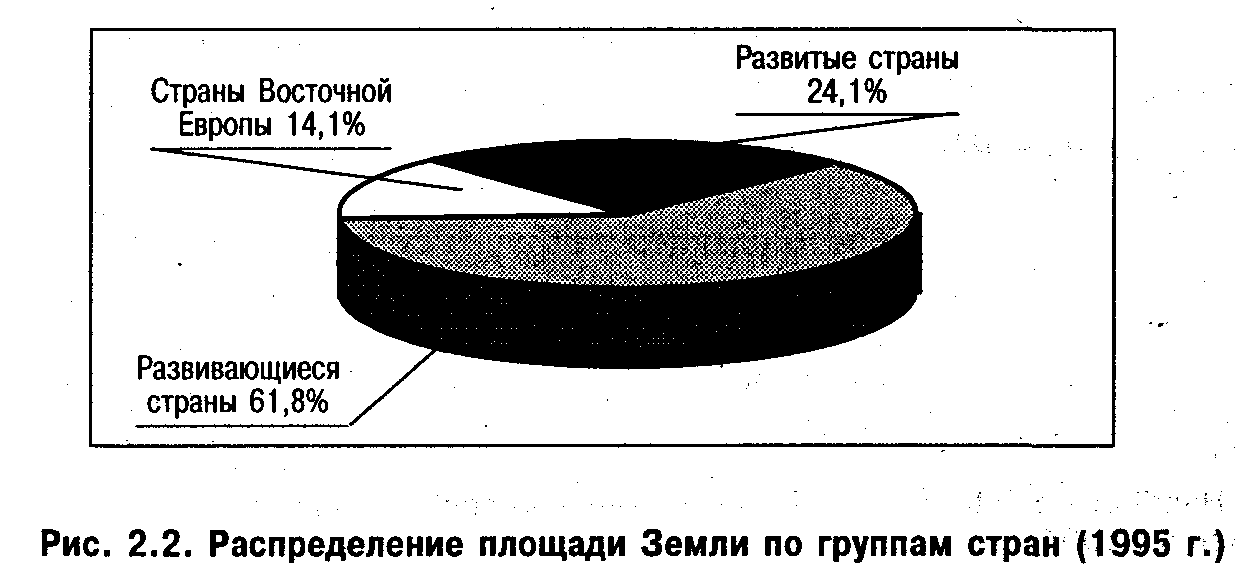 Развитые страны
24,1%
Страны Восточной
Европы 14,1%
Развивающиеся
страны 61,8%
Рис. 2.2. Распределение площади Земли по группам стран (1995 г.)